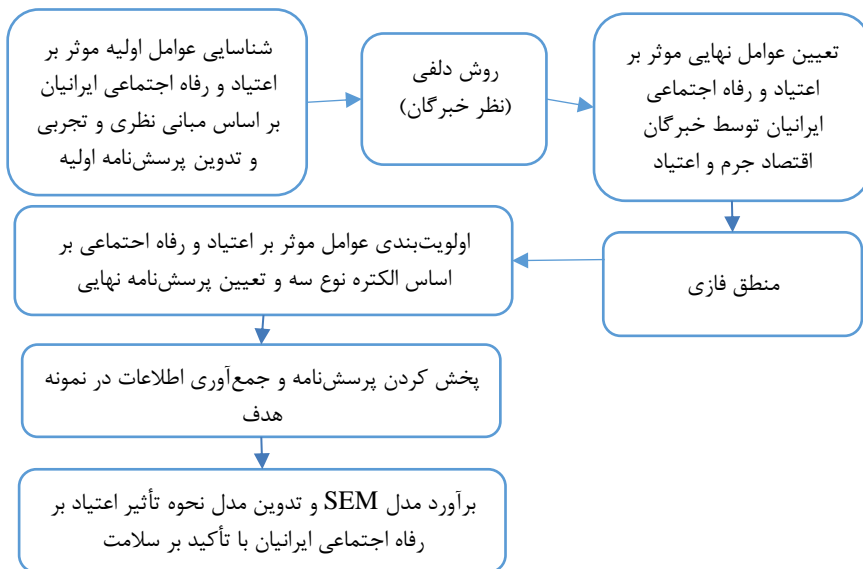 شناسایی عوامل اولیه موثر بر
اعتیاد و رفاه اجتماعی ایرانیان
بر اساس مبانی نظری و تجربی
و تدوین پرسش‌نامه اولیه
روش دلفی
(نظر خبرگان)
تعیین عوامل نهایی موثر بر
اعتیاد و رفاه اجتماعی
ایرانیان توسط خبرگان
اقتصاد جرم و اعتیاد
منطق فازی
اولویت‌بندی عوامل موثر بر اعتیاد و رفاه احتماعی بر
اساس الکتره نوع سه و تعیین پرسش‌نامه نهایی
پخش کردن پرسش‌نامه و جمع‌آوری اطلاعات در نمونه
هدف
برآورد مدل SEM و تدوین مدل نحوه تأثیر اعتیاد بر
رفاه اجتماعی ایرانیان با تأکید بر سلامت